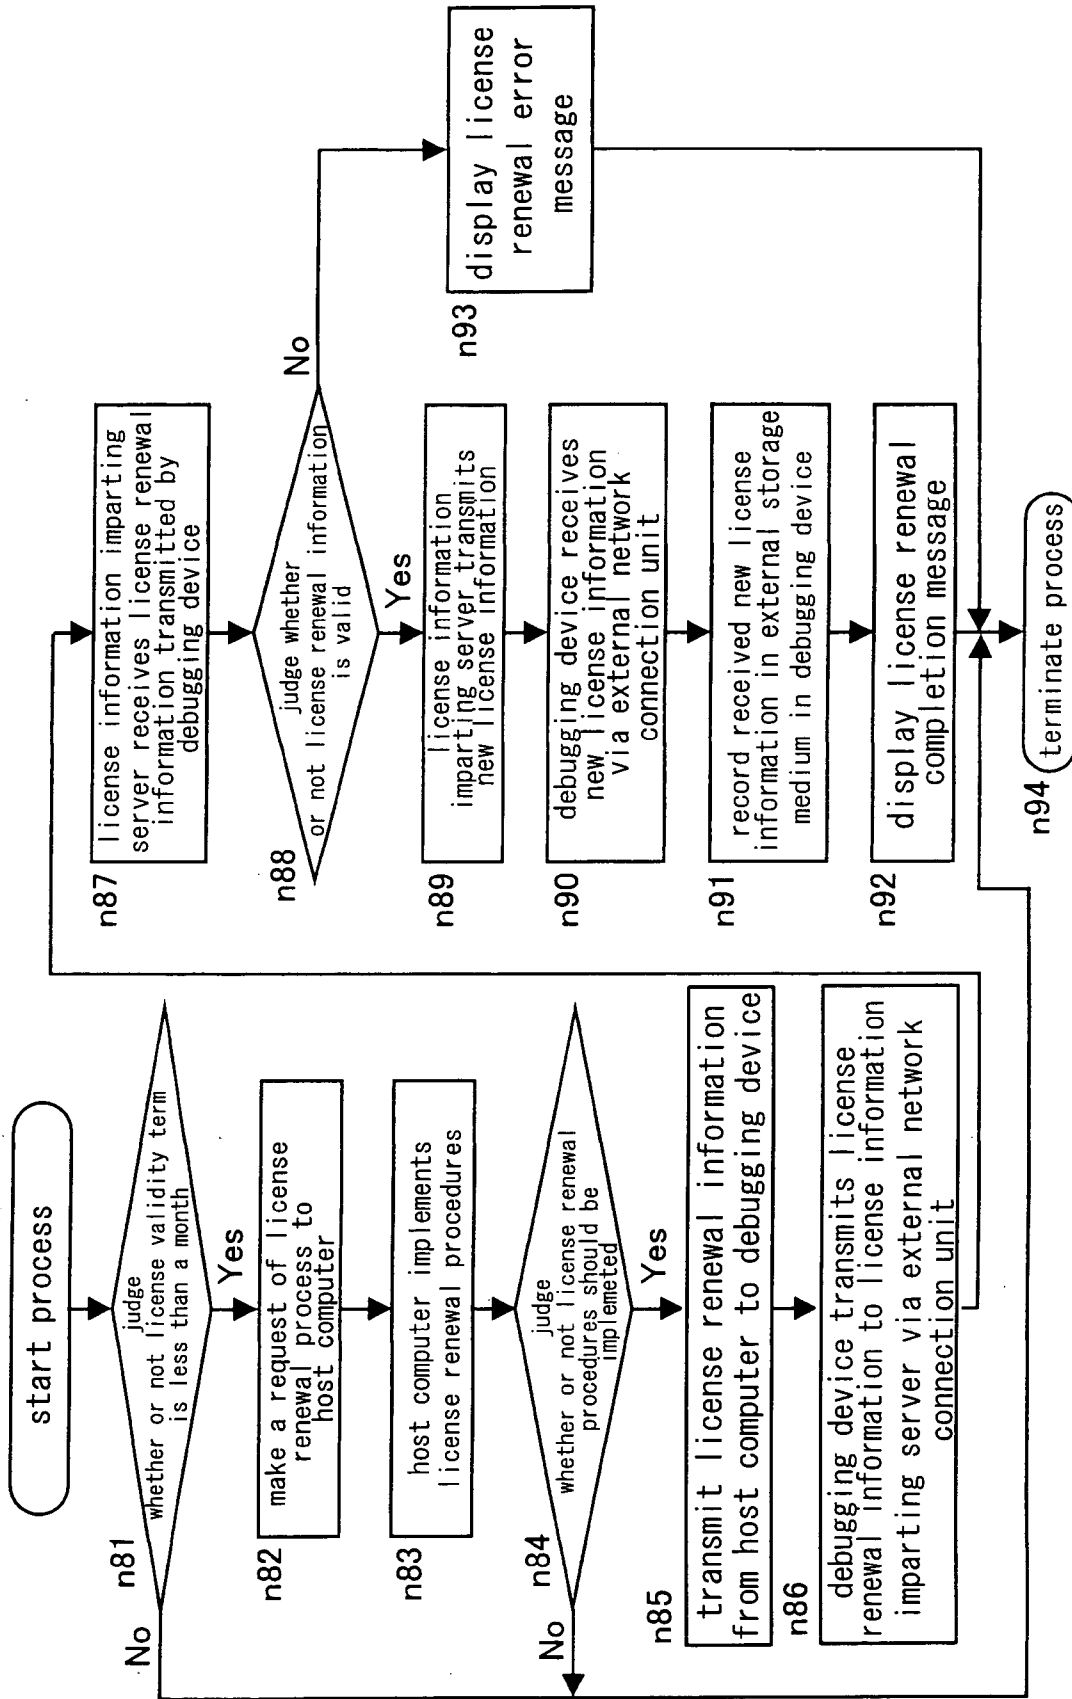 start process
n81
judge
whether or not license validity term
is less than a month
No
Yes
n82
make a request of license
renewal process to
host computer
n83
host computer implements
license renewal procedures
n84
judge
whether or not license renewal
procedures should be
implemeted
No
Yes
n85
transmit license renewal information
from host computer to debugging device
n86
debugging device transmits license
renewal information to license information
imparting server via external network
connection unit
n87
license information imparting
server receives license renewal
information transmitted by
debugging device
n88
judge whether
or not license renewal information
is valid
No
Yes
n89
license information
imparting server transmits
new license information
n90
debugging device receives
new license information
via external network
connection unit
n91
record received new license
information in external storage
medium in debugging device
n92
display license renewal
completion message
n93
display license
renewal error
message
n94
terminate process